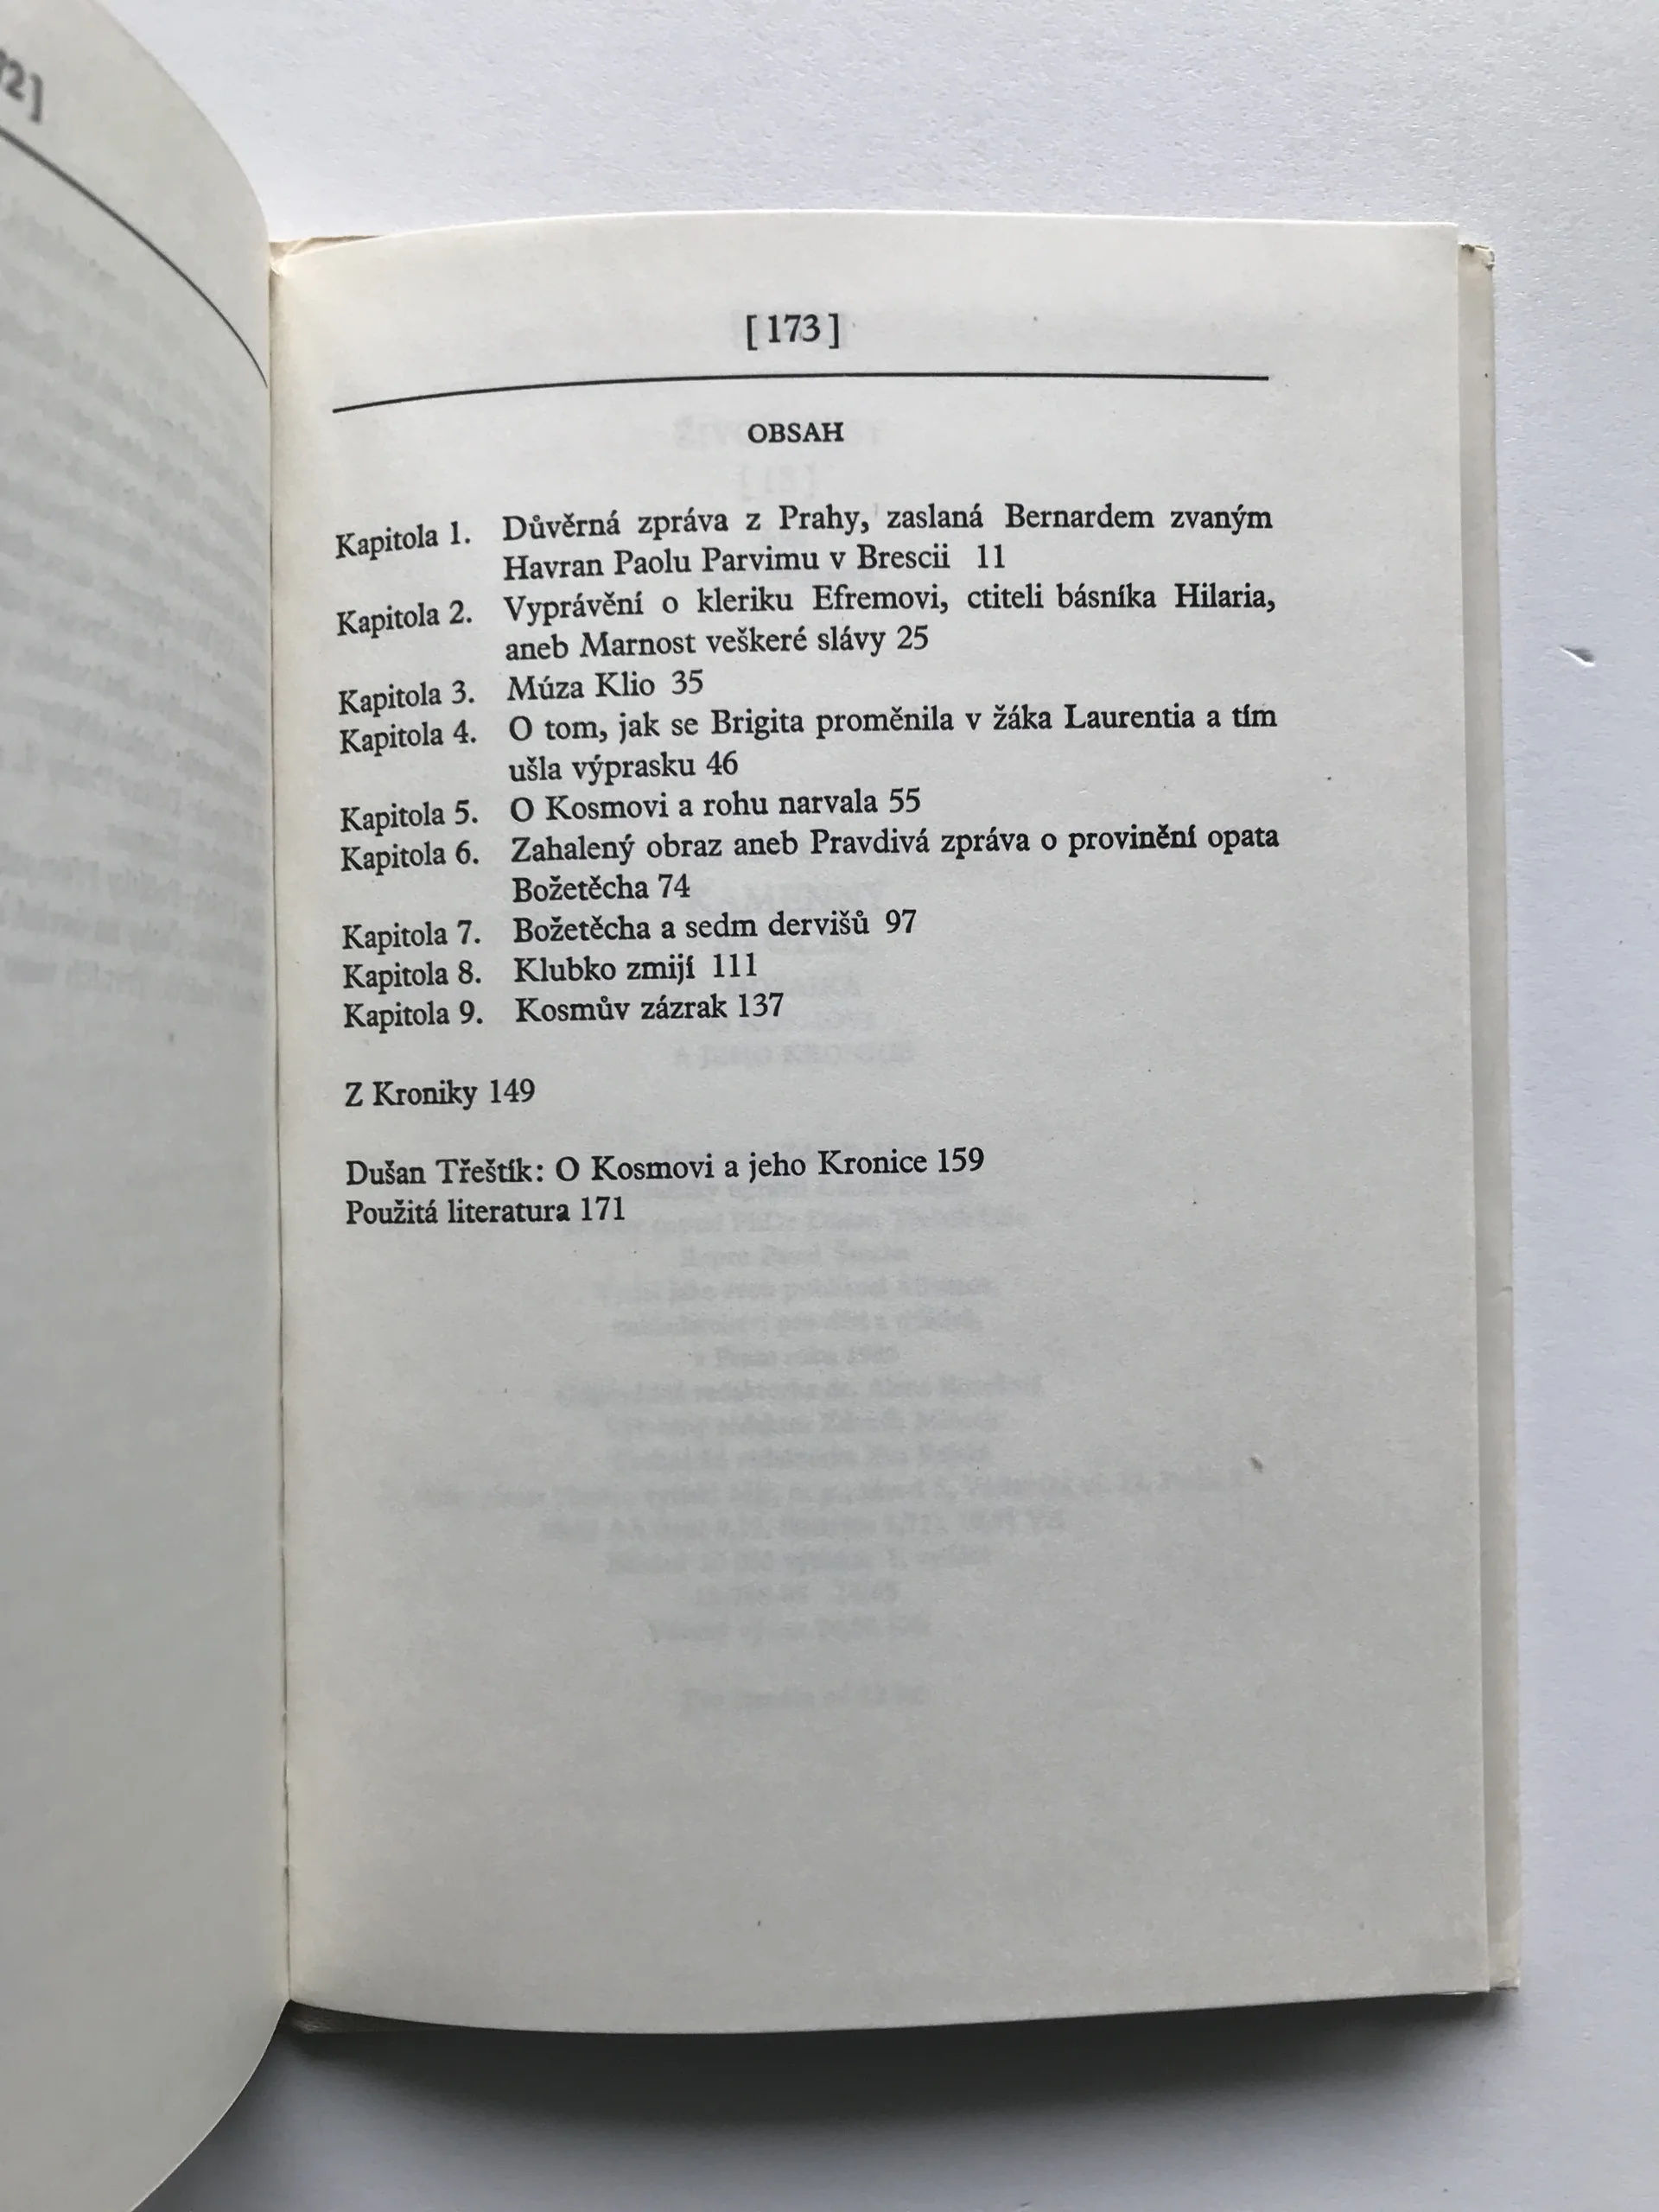 2]
[173]
OBSAH
Kapitola 1. Důvěrná zpráva z Prahy, zaslaná Bernardem zvaným
Havran Paolu Parvimu v Brescii 11
Kapitola 2. Vyprávění o kleriku Efremovi, ctiteli básníka Hilaria,
aneb Marnost veškeré slávy 25
Kapitola 3. Múza Klio 35
Kapitola 4. O tom, jak se Brigita proměnila v žáka Laurentia a tím
ušla výprasku 46
Kapitola 5. O Kosmovi a rohu narvala 55
Kapitola 6. Zahalený obraz aneb Pravdivá zpráva o provinění opata
Božetěcha 74
Kapitola 7. Božetěcha a sedm dervišů 97
Kapitola 8. Klubko zmijí 111
Kapitola 9. Kosmův zázrak 137
Z Kroniky 149
Dušan Třeštík: O Kosmovi a jeho Kronice 159
Použitá literatura 171